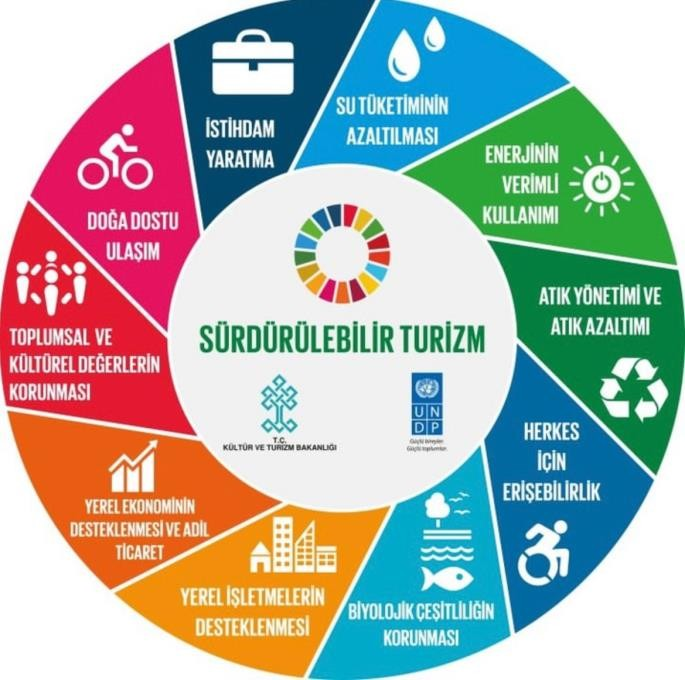 SU TÜKETİMİNİN
AZALTILMASI
ENERJİNİN
VERİMLİ
KULLANIMI
ATIK YÖNETİMİ VE
ATIK AZALTIMI
HERKES
İÇİN
ERİŞEBİLİRLİK
BİYOLOJİK ÇEŞİTLİLİĞİN
KORUNMASI
YEREL İŞLETMELERİN
DESTEKLENMESİ
YEREL EKONOMİNİN
DESTEKLENMESİ VE ADİL
TİCARET
TOPLUMSAL VE
KÜLTÜREL DEĞERLERİN
KORUNMASI
DOĞA DOSTU
ULAŞIM
İSTİHDAM
YARATMA
SÜRDÜRÜLEBİLİR TURİZM
T.C.
KÜLTÜR VE TURİZM BAKANLIĞI
U N
D P
Güçlü bireyler.
Güçlü toplumlar.